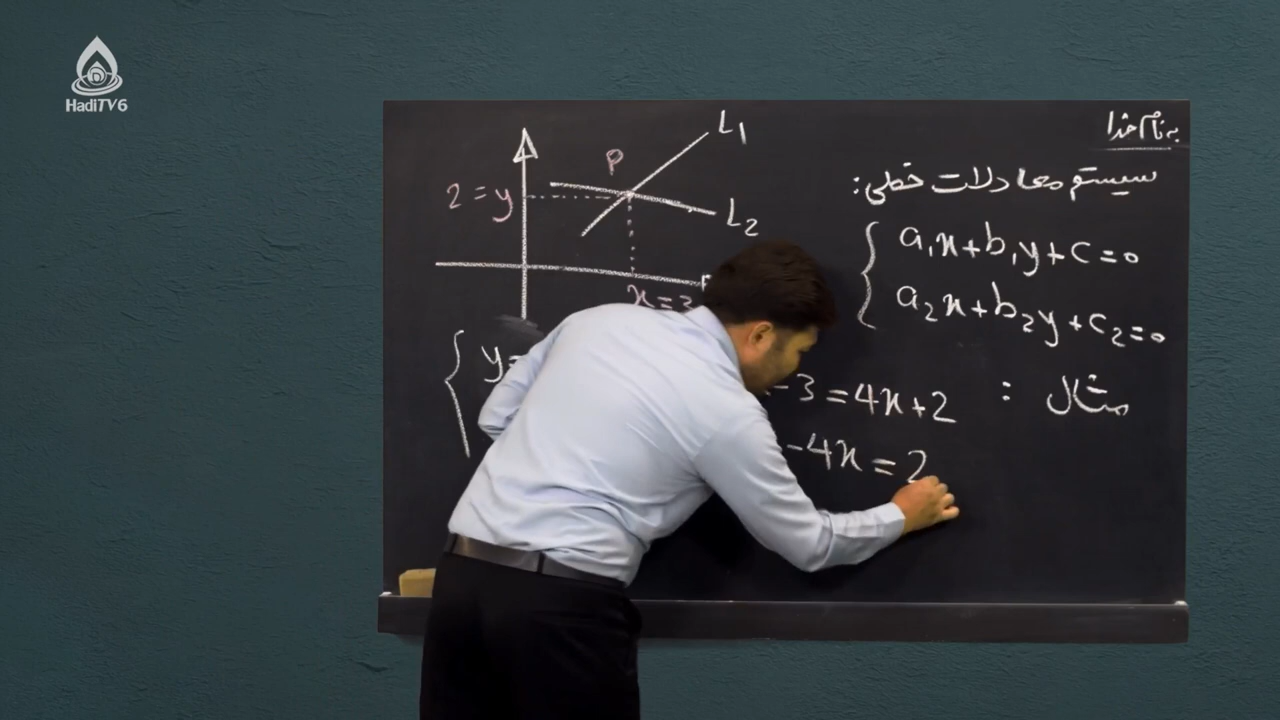 HadiTV6
به نام خدا
سیستم معادلات خطی:
a₁x+b₁y+c=0
a₂x+b₂y+c₂=0
مثال :
-3=4x+2
-4x=2
L₁
P
2=y
L₂
x=3
y=